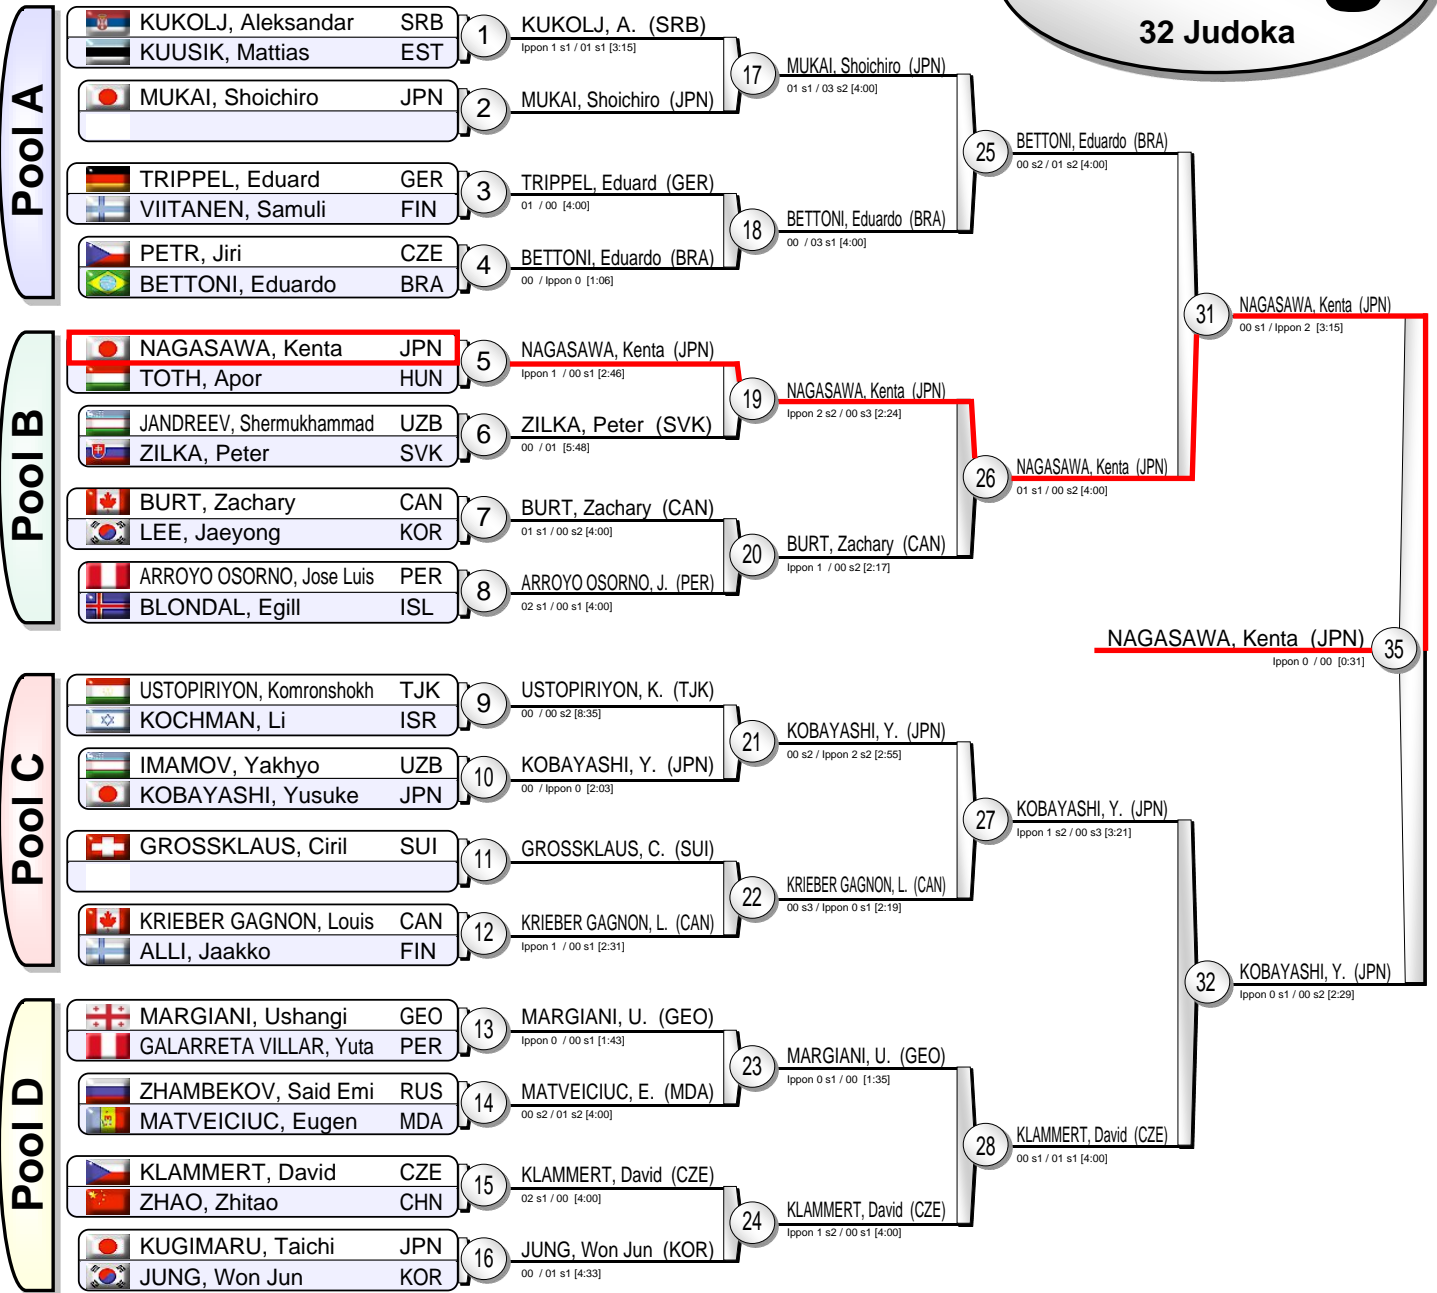 32 Judoka
Pool A
KUKOLJ, Aleksandar SRB
KUUSIK, Mattias EST
1
KUKOLJ, A. (SRB)
Ippon 1 s1 / 01 s1 [3:15]
MUKAI, Shoichiro JPN
2
MUKAI, Shoichiro (JPN)
17
MUKAI, Shoichiro (JPN)
01 s1 / 03 s2 [4:00]
TRIPPEL, Eduard GER
VIITANEN, Samuli FIN
3
TRIPPEL, Eduard (GER)
01 / 00 [4:00]
PETR, Jiri CZE
BETTONI, Eduardo BRA
4
BETTONI, Eduardo (BRA)
00 / Ippon 0 [1:06]
18
BETTONI, Eduardo (BRA)
00 / 03 s1 [4:00]
25
BETTONI, Eduardo (BRA)
00 s2 / 01 s2 [4:00]
Pool B
NAGASAWA, Kenta JPN
TOTH, Apor HUN
5
NAGASAWA, Kenta (JPN)
Ippon 1 / 00 s1 [2:46]
JANDREEV, Shermukhammad UZB
ZILKA, Peter SVK
6
ZILKA, Peter (SVK)
00 / 01 [5:48]
19
NAGASAWA, Kenta (JPN)
Ippon 2 s2 / 00 s3 [2:24]
BURT, Zachary CAN
LEE, Jaeyong KOR
7
BURT, Zachary (CAN)
01 s1 / 00 s2 [4:00]
ARROYO OSORNO, Jose Luis PER
BLONDAL, Egill ISL
8
ARROYO OSORNO, J. (PER)
02 s1 / 00 s1 [4:00]
20
BURT, Zachary (CAN)
Ippon 1 / 00 s2 [2:17]
26
NAGASAWA, Kenta (JPN)
01 s1 / 00 s2 [4:00]
31
NAGASAWA, Kenta (JPN)
00 s1 / Ippon 2 [3:15]
NAGASAWA, Kenta (JPN)
Ippon 0 / 00 [0:31]
35
Pool C
USTOPIRIYON, Komronshokh TJK
KOCHMAN, Li ISR
9
USTOPIRIYON, K. (TJK)
00 / 00 s2 [8:35]
IMAMOV, Yakhyo UZB
KOBAYASHI, Yusuke JPN
10
KOBAYASHI, Y. (JPN)
00 / Ippon 0 [2:03]
21
KOBAYASHI, Y. (JPN)
00 s2 / Ippon 2 s2 [2:55]
GROSSKLAUS, Ciril SUI
11
GROSSKLAUS, C. (SUI)
KRIEBER GAGNON, Louis CAN
ALLI, Jaakko FIN
12
KRIEBER GAGNON, L. (CAN)
Ippon 1 / 00 s1 [2:31]
22
KRIEBER GAGNON, L. (CAN)
00 s3 / Ippon 0 s1 [2:19]
27
KOBAYASHI, Y. (JPN)
Ippon 1 s2 / 00 s3 [3:21]
Pool D
MARGIANI, Ushangi GEO
GALARRETA VILLAR, Yuta PER
13
MARGIANI, U. (GEO)
Ippon 0 / 00 s1 [1:43]
ZHAMBEKOV, Said Emi RUS
MATVEICIUC, Eugen MDA
14
MATVEICIUC, E. (MDA)
00 s2 / 01 s2 [4:00]
23
MARGIANI, U. (GEO)
Ippon 0 s1 / 00 [1:35]
KLAMMERT, David CZE
ZHAO, Zhitao CHN
15
KLAMMERT, David (CZE)
02 s1 / 00 [4:00]
KUGIMARU, Taichi JPN
JUNG, Won Jun KOR
16
JUNG, Won Jun (KOR)
00 / 01 s1 [4:33]
24
KLAMMERT, David (CZE)
Ippon 1 s2 / 00 s1 [4:00]
28
KLAMMERT, David (CZE)
00 s1 / 01 s1 [4:00]
32
KOBAYASHI, Y. (JPN)
Ippon 0 s1 / 00 s2 [2:29]